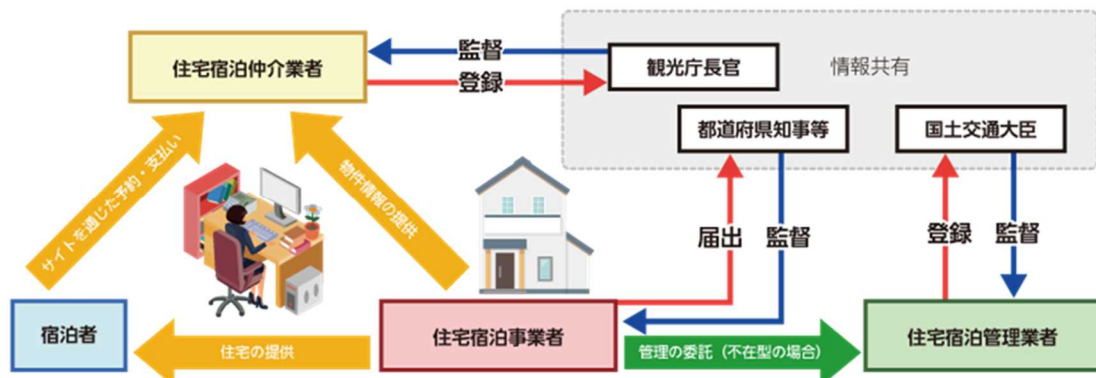 住宅宿泊仲介業者
監督
登録
観光庁長官
情報共有
都道府県知事等
国土交通大臣
サイトを通じた予約・支払い
物件情報の提供
届出
監督
登録
監督
宿泊者
住宅の提供
住宅宿泊事業者
管理の委託（不在型の場合）
住宅宿泊管理業者